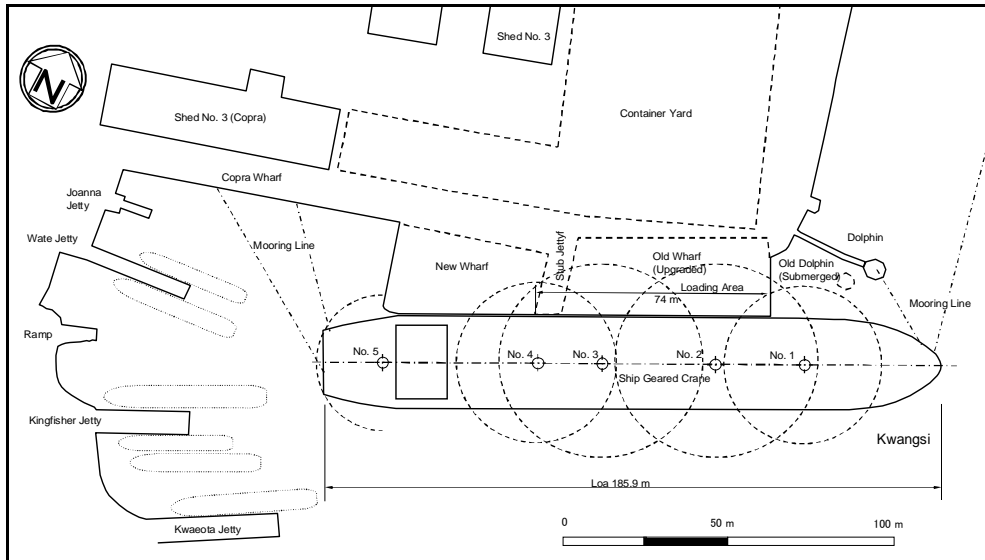 Shed No. 3
N
Container Yard
Shed No. 3 (Copra)
Copra Wharf
Joanna
Jetty
Wate Jetty
Mooring Line
Dolphin
Stub Jettyf
Old Wharf
(Upgraded)
New Wharf
Old Dolphin
(Submerged)
Loading Area
74 m
Mooring Line
Ramp
No. 5
No. 4
No. 3
No. 2
No. 1
Ship Geared Crane
Kingfisher Jetty
Kwangsi
Loa 185.9 m
Kwaeota Jetty
0
50 m
100 m